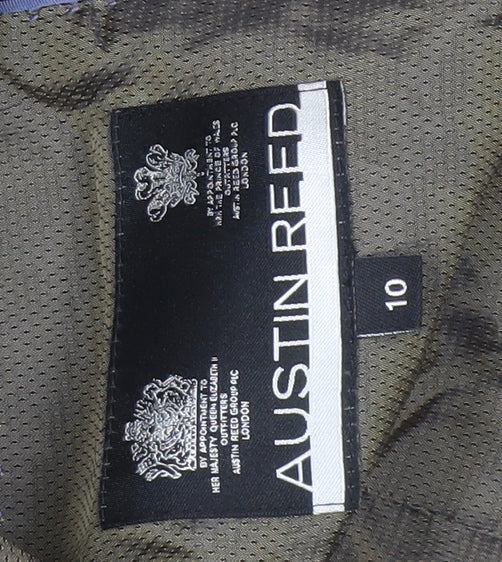 BY APPOINTMENT TO
HER MAJESTY QUEEN ELIZABETH II
OUTFITTERS
AUSTIN REED GROUP PLC
LONDON
BY APPOINTMENT TO
HRH THE PRINCE OF WALES
OUTFITTERS
AUSTIN REED GROUP PLC
LONDON
AUSTIN REED
10